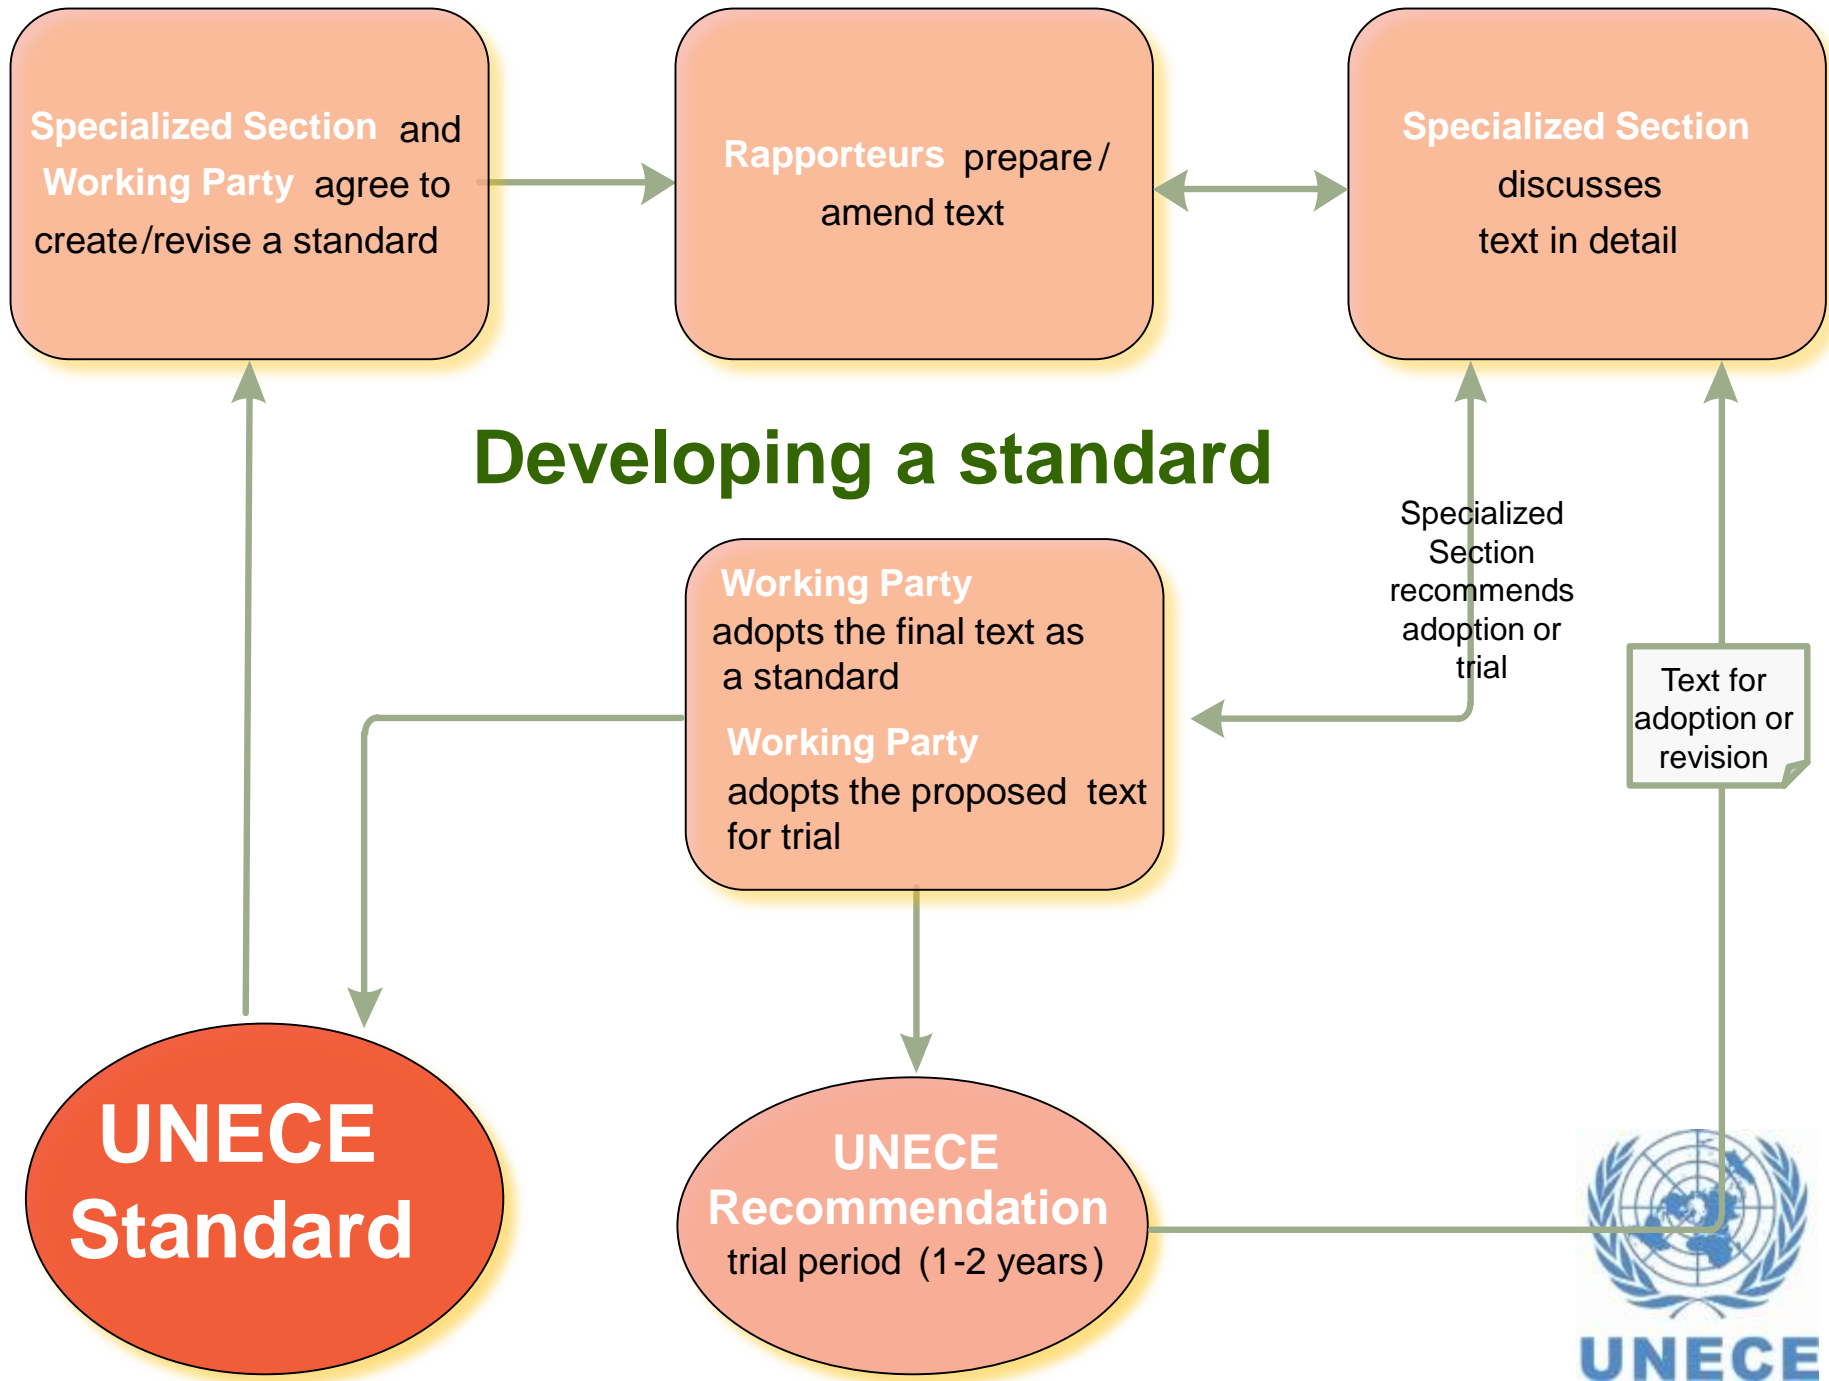 Specialized Section and
Working Party agree to
create/revise a standard
Rapporteurs prepare/
amend text
Specialized Section
discusses
text in detail
Developing a standard
Specialized
Section
recommends
adoption or
trial
Working Party
adopts the final text as
a standard
Working Party
adopts the proposed text
for trial
Text for
adoption or
revision
UNECE
Standard
UNECE
Recommendation
trial period (1-2 years)
UNECE